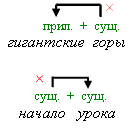 ×
прил. + сущ.
гигантские горы
×
сущ. + сущ.
начало урока